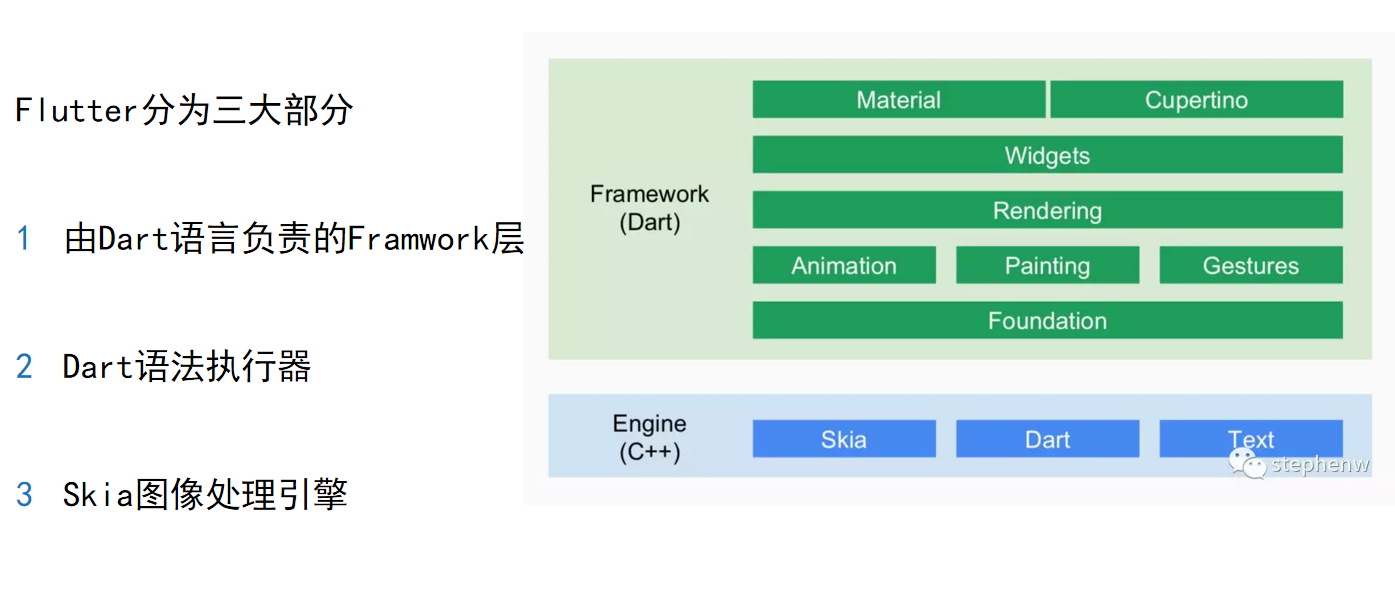 Flutter分为三大部分
1 由Dart语言负责的Framwork层
2 Dart语法执行器
3 Skia图像处理引擎
Framework
(Dart)
Material Cupertino
Widgets
Rendering
Animation Painting Gestures
Foundation
Engine
(C++)
Skia Dart Text
stephenw